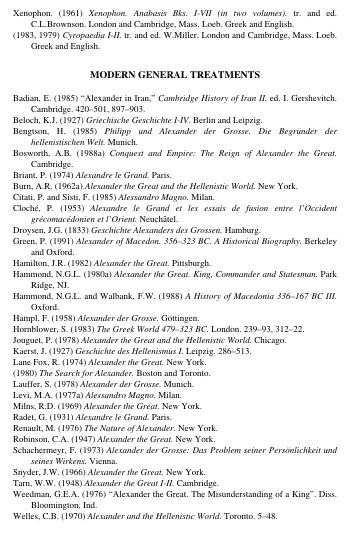 Xenophon. (1961) Xenophon. Anabasis Bks. I-VII (in two volumes). tr. and ed.
C.L.Brownson. London and Cambridge, Mass. Loeb. Greek and English.
(1983, 1979) Cyropaedia I-II. tr. and ed. W.Miller. London and Cambridge, Mass. Loeb.
Greek and English.
MODERN GENERAL TREATMENTS
Badian, E. (1985) “Alexander in Iran,” Cambridge History of Iran II. ed. I. Gershevitch.
Cambridge. 420–501, 897–903.
Beloch, K.J. (1927) Griechische Geschichte I-IV. Berlin and Leipzig.
Bengtson, H. (1985) Philipp und Alexander der Grosse. Die Begründer der
hellenistischen Welt. Munich.
Bosworth, A.B. (1988a) Conquest and Empire: The Reign of Alexander the Great.
Cambridge.
Briant, P. (1974) Alexandre le Grand. Paris.
Burn, A.R. (1962a) Alexander the Great and the Hellenistic World. New York.
Citati, P. and Sisti, F. (1985) Alessandro Magno. Milan.
Cloché, P. (1953) Alexandre le Grand et les essais de fusion entre l’Occident
grécomacédonien et l’Orient. Neuchâtel.
Droysen, J.G. (1833) Geschichte Alexanders des Grossen. Hamburg.
Green, P. (1991) Alexander of Macedon. 356–323 BC. A Historical Biography. Berkeley
and Oxford.
Hamilton, J.R. (1982) Alexander the Great. Pittsburgh.
Hammond, N.G.L. (1980a) Alexander the Great. King, Commander and Statesman. Park
Ridge, NJ.
Hammond, N.G.L. and Walbank, F.W. (1988) A History of Macedonia 336–167 BC III.
Oxford.
Hampl, F. (1958) Alexander der Grosse. Göttingen.
Hornblower, S. (1983) The Greek World 479–323 BC. London. 239–93, 312–22.
Jouguet, P. (1978) Alexander the Great and the Hellenistic World. Chicago.
Kaerst, J. (1927) Geschichte des Hellenismus I. Leipzig. 286–513.
Lane Fox, R. (1974) Alexander the Great. New York.
(1980) The Search for Alexander. Boston and Toronto.
Lauffer, S. (1978) Alexander der Grosse. Munich.
Levi, M.A. (1977a) Alessandro Magno. Milan.
Milns, R.D. (1969) Alexander the Great. New York.
Radet, G. (1931) Alexandre le Grand. Paris.
Renault, M. (1976) The Nature of Alexander. New York.
Robinson, C.A. (1947) Alexander the Great. New York.
Schachermeyr, F. (1973) Alexander der Grosse: Das Problem seiner Persönlichkeit und
seines Wirkens. Vienna.
Snyder, J.W. (1966) Alexander the Great, New York.
Tarn, W.W. (1948) Alexander the Great I-II. Cambridge.
Weedman, G.E.A. (1976) “Alexander the Great. The Misunderstanding of a King”. Diss.
Bloomington, Ind.
Welles, C.B. (1970) Alexander and the Hellenistic World. Toronto. 5–48.